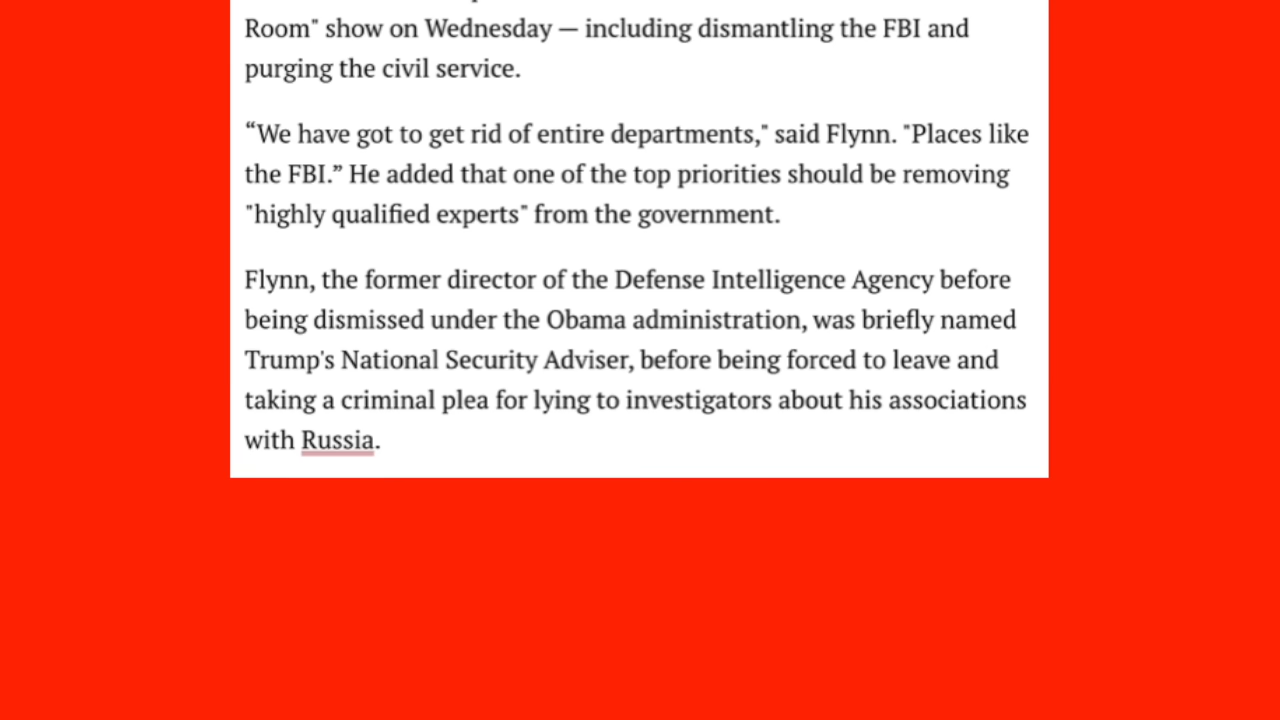 Room" show on Wednesday — including dismantling the FBI and
purging the civil service.
“We have got to get rid of entire departments," said Flynn. "Places like
the FBI.” He added that one of the top priorities should be removing
"highly qualified experts" from the government.
Flynn, the former director of the Defense Intelligence Agency before
being dismissed under the Obama administration, was briefly named
Trump's National Security Adviser, before being forced to leave and
taking a criminal plea for lying to investigators about his associations
with Russia.